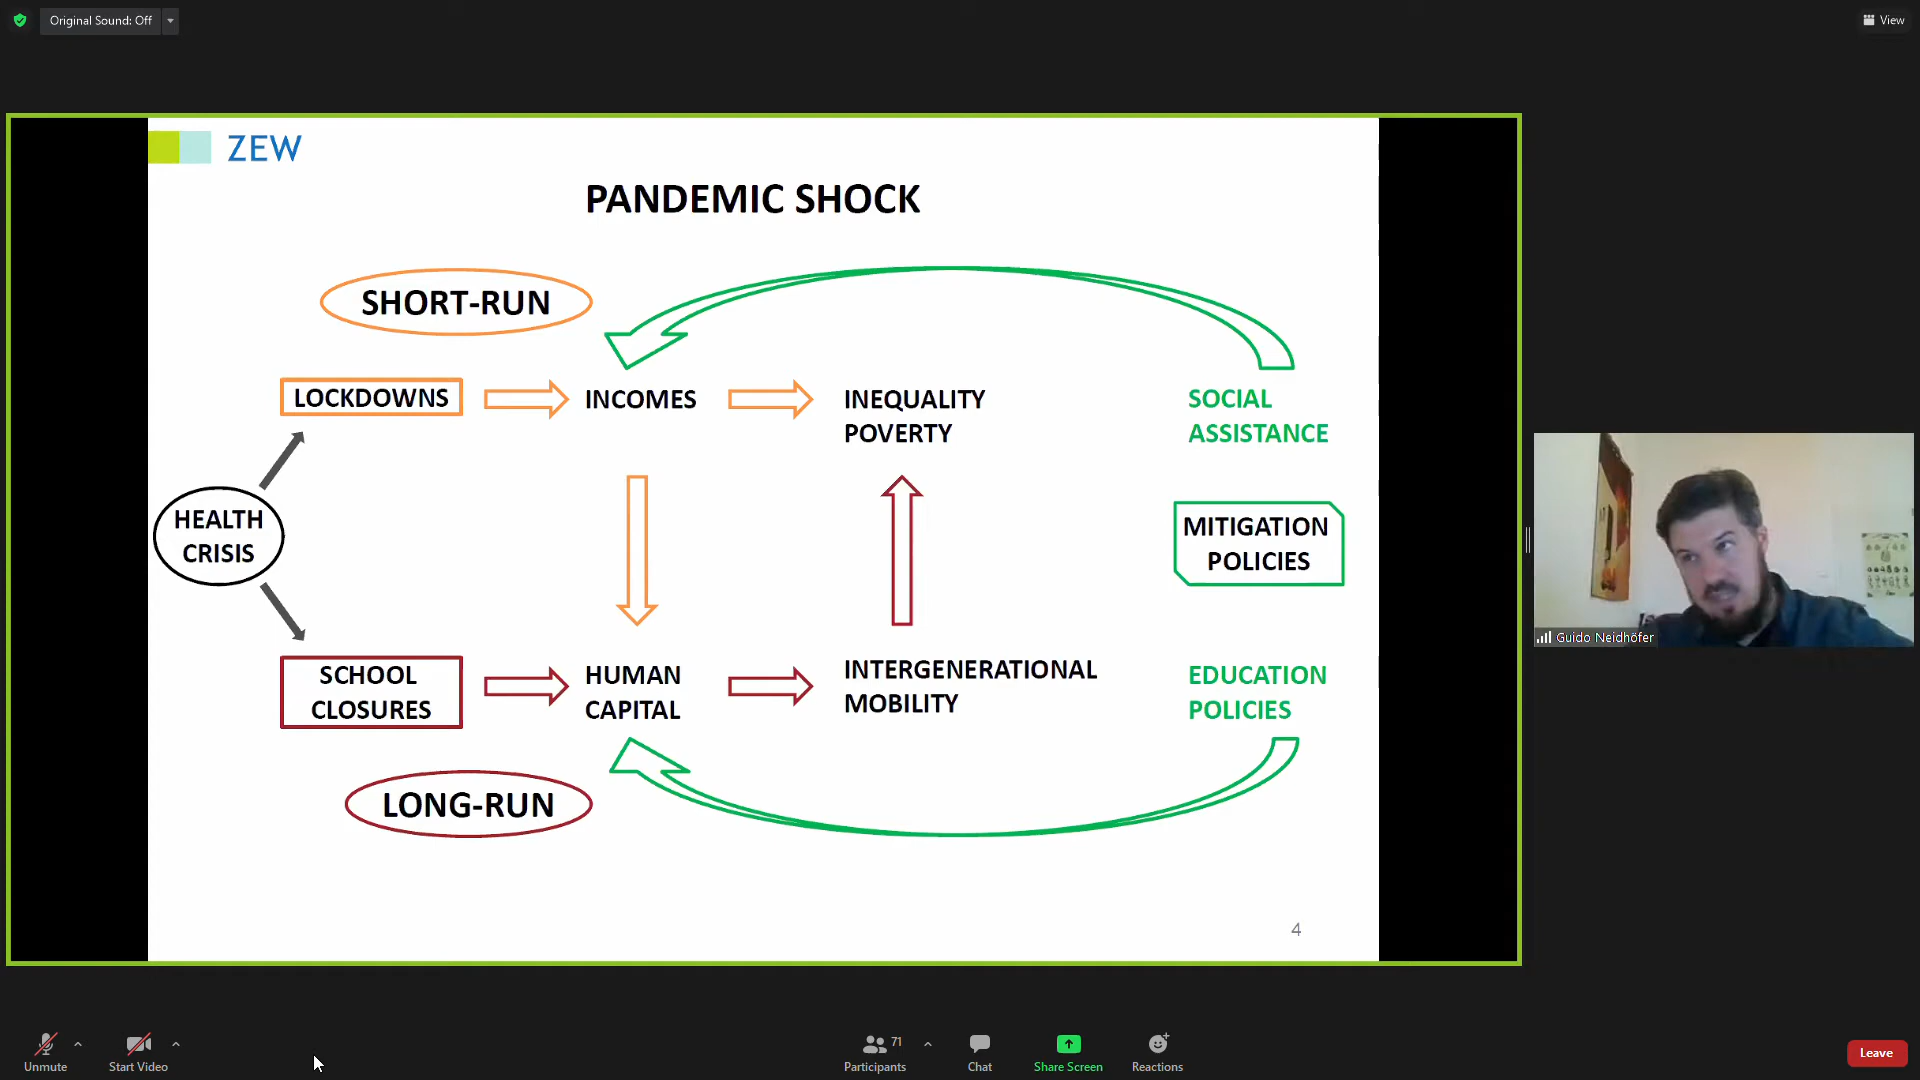 Original Sound: Off
View
ZEW
PANDEMIC SHOCK
SHORT-RUN
LOCKDOWNS
INCOMES
INEQUALITY
POVERTY
SOCIAL
ASSISTANCE
HEALTH
CRISIS
MITIGATION
POLICIES
SCHOOL
CLOSURES
HUMAN
CAPITAL
INTERGENERATIONAL
MOBILITY
EDUCATION
POLICIES
LONG-RUN
4
Guido Neidhöfer
Unmute
Start Video
71
Participants
Chat
Share Screen
Reactions
Leave